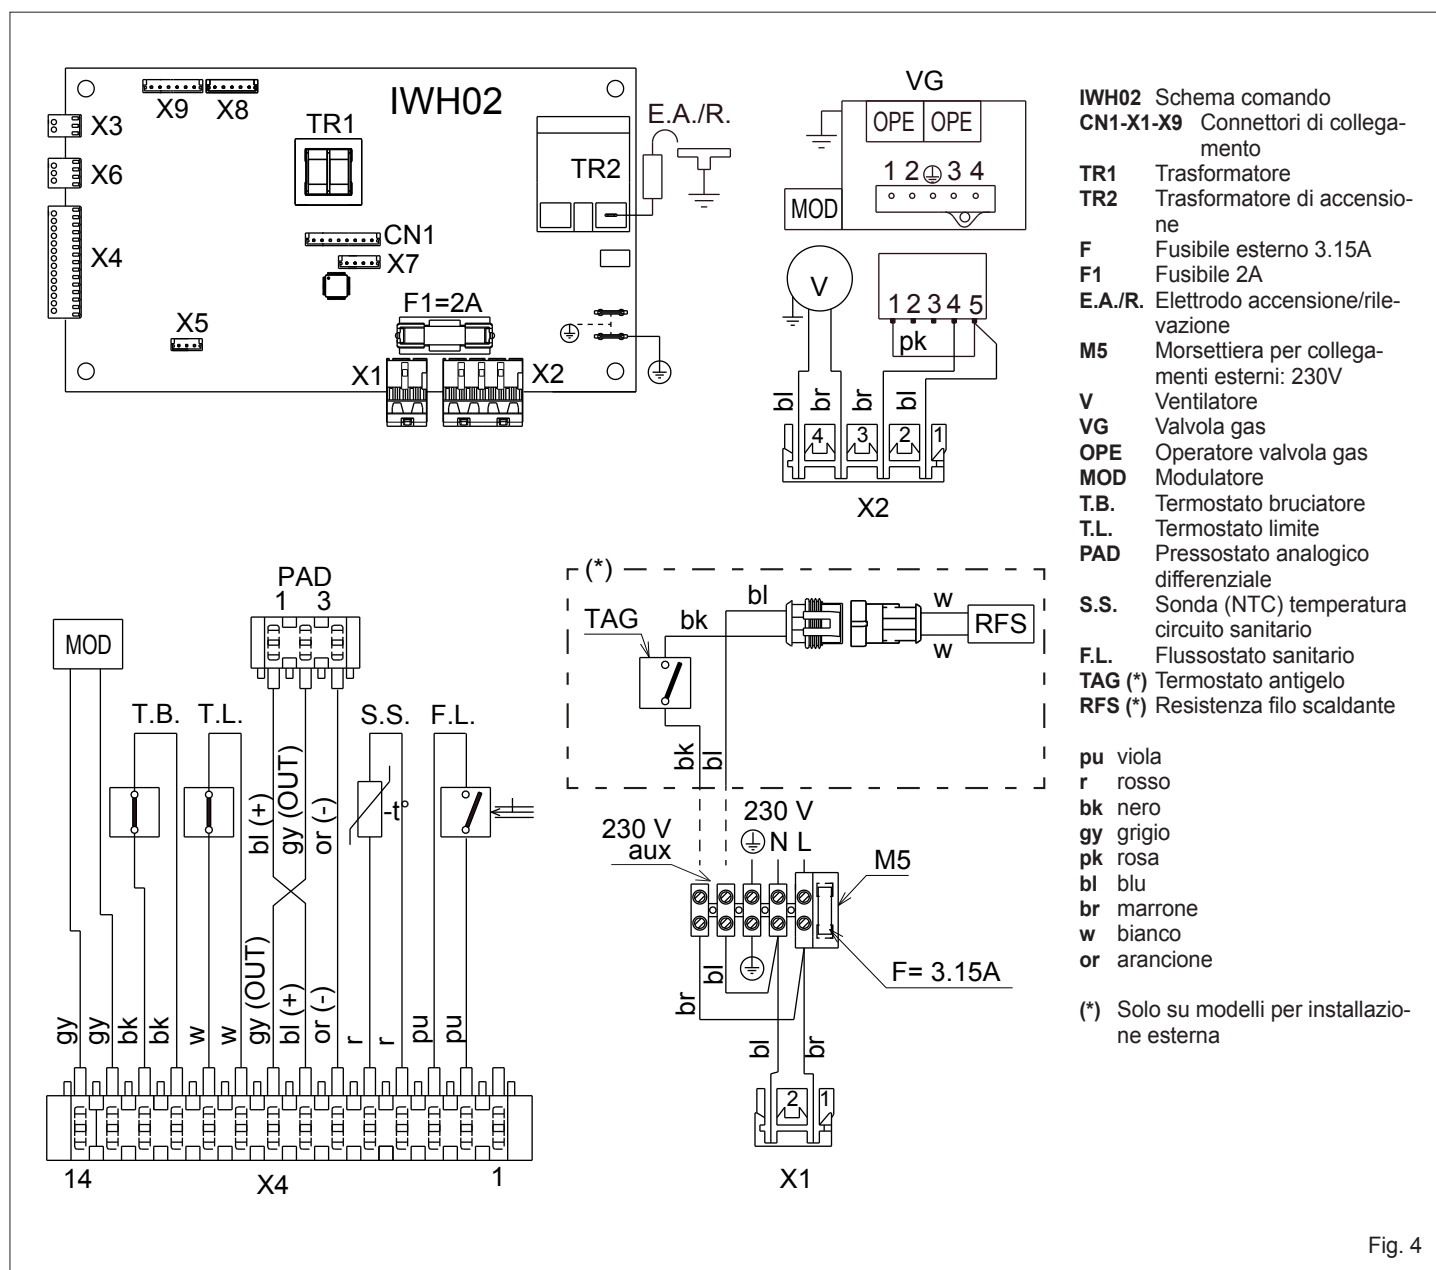 IWH02
X9 X8
X3
X6
X4
TR1
TR2
E.A./R.
CN1
X7
X5
F1=2A
X1
X2
VG
OPE OPE
1 2 3 4
MOD
V
1 2 3 4 5
pk
bl
br
br
bl
4 3 2 1
X2
PAD
1 3
MOD
T.B.
T.L.
S.S.
F.L.
-t°
bl (+)
gy (OUT)
or (-)
gy
gy
bk
bk
w
w
gy (OUT)
bl (+)
or (-)
r
r
pu
pu
14
X4
1
(*)
TAG
bk
bl
w
w
RFS
bk
bl
230 V
aux
230 V
N L
M5
F= 3.15A
br
bl
bl
br
2 1
X1
IWH02 Schema comando
CN1-X1-X9 Connettori di collega-
mento
TR1 Trasformatore
TR2 Trasformatore di accensio-
ne
F Fusibile esterno 3.15A
F1 Fusibile 2A
E.A./R. Elettrodo accensione/rile-
vazione
M5 Morsettiera per collega-
menti esterni: 230V
V Ventilatore
VG Valvola gas
OPE Operatore valvola gas
MOD Modulatore
T.B. Termostato bruciatore
T.L. Termostato limite
PAD Pressostato analogico
differenziale
S.S. Sonda (NTC) temperatura
circuito sanitario
F.L. Flussostato sanitario
TAG (*) Termostato antigelo
RFS (*) Resistenza filo scaldante
pu viola
r rosso
bk nero
gy grigio
pk rosa
bl blu
br marrone
w bianco
or arancione
(*) Solo su modelli per installazio-
ne esterna
Fig. 4